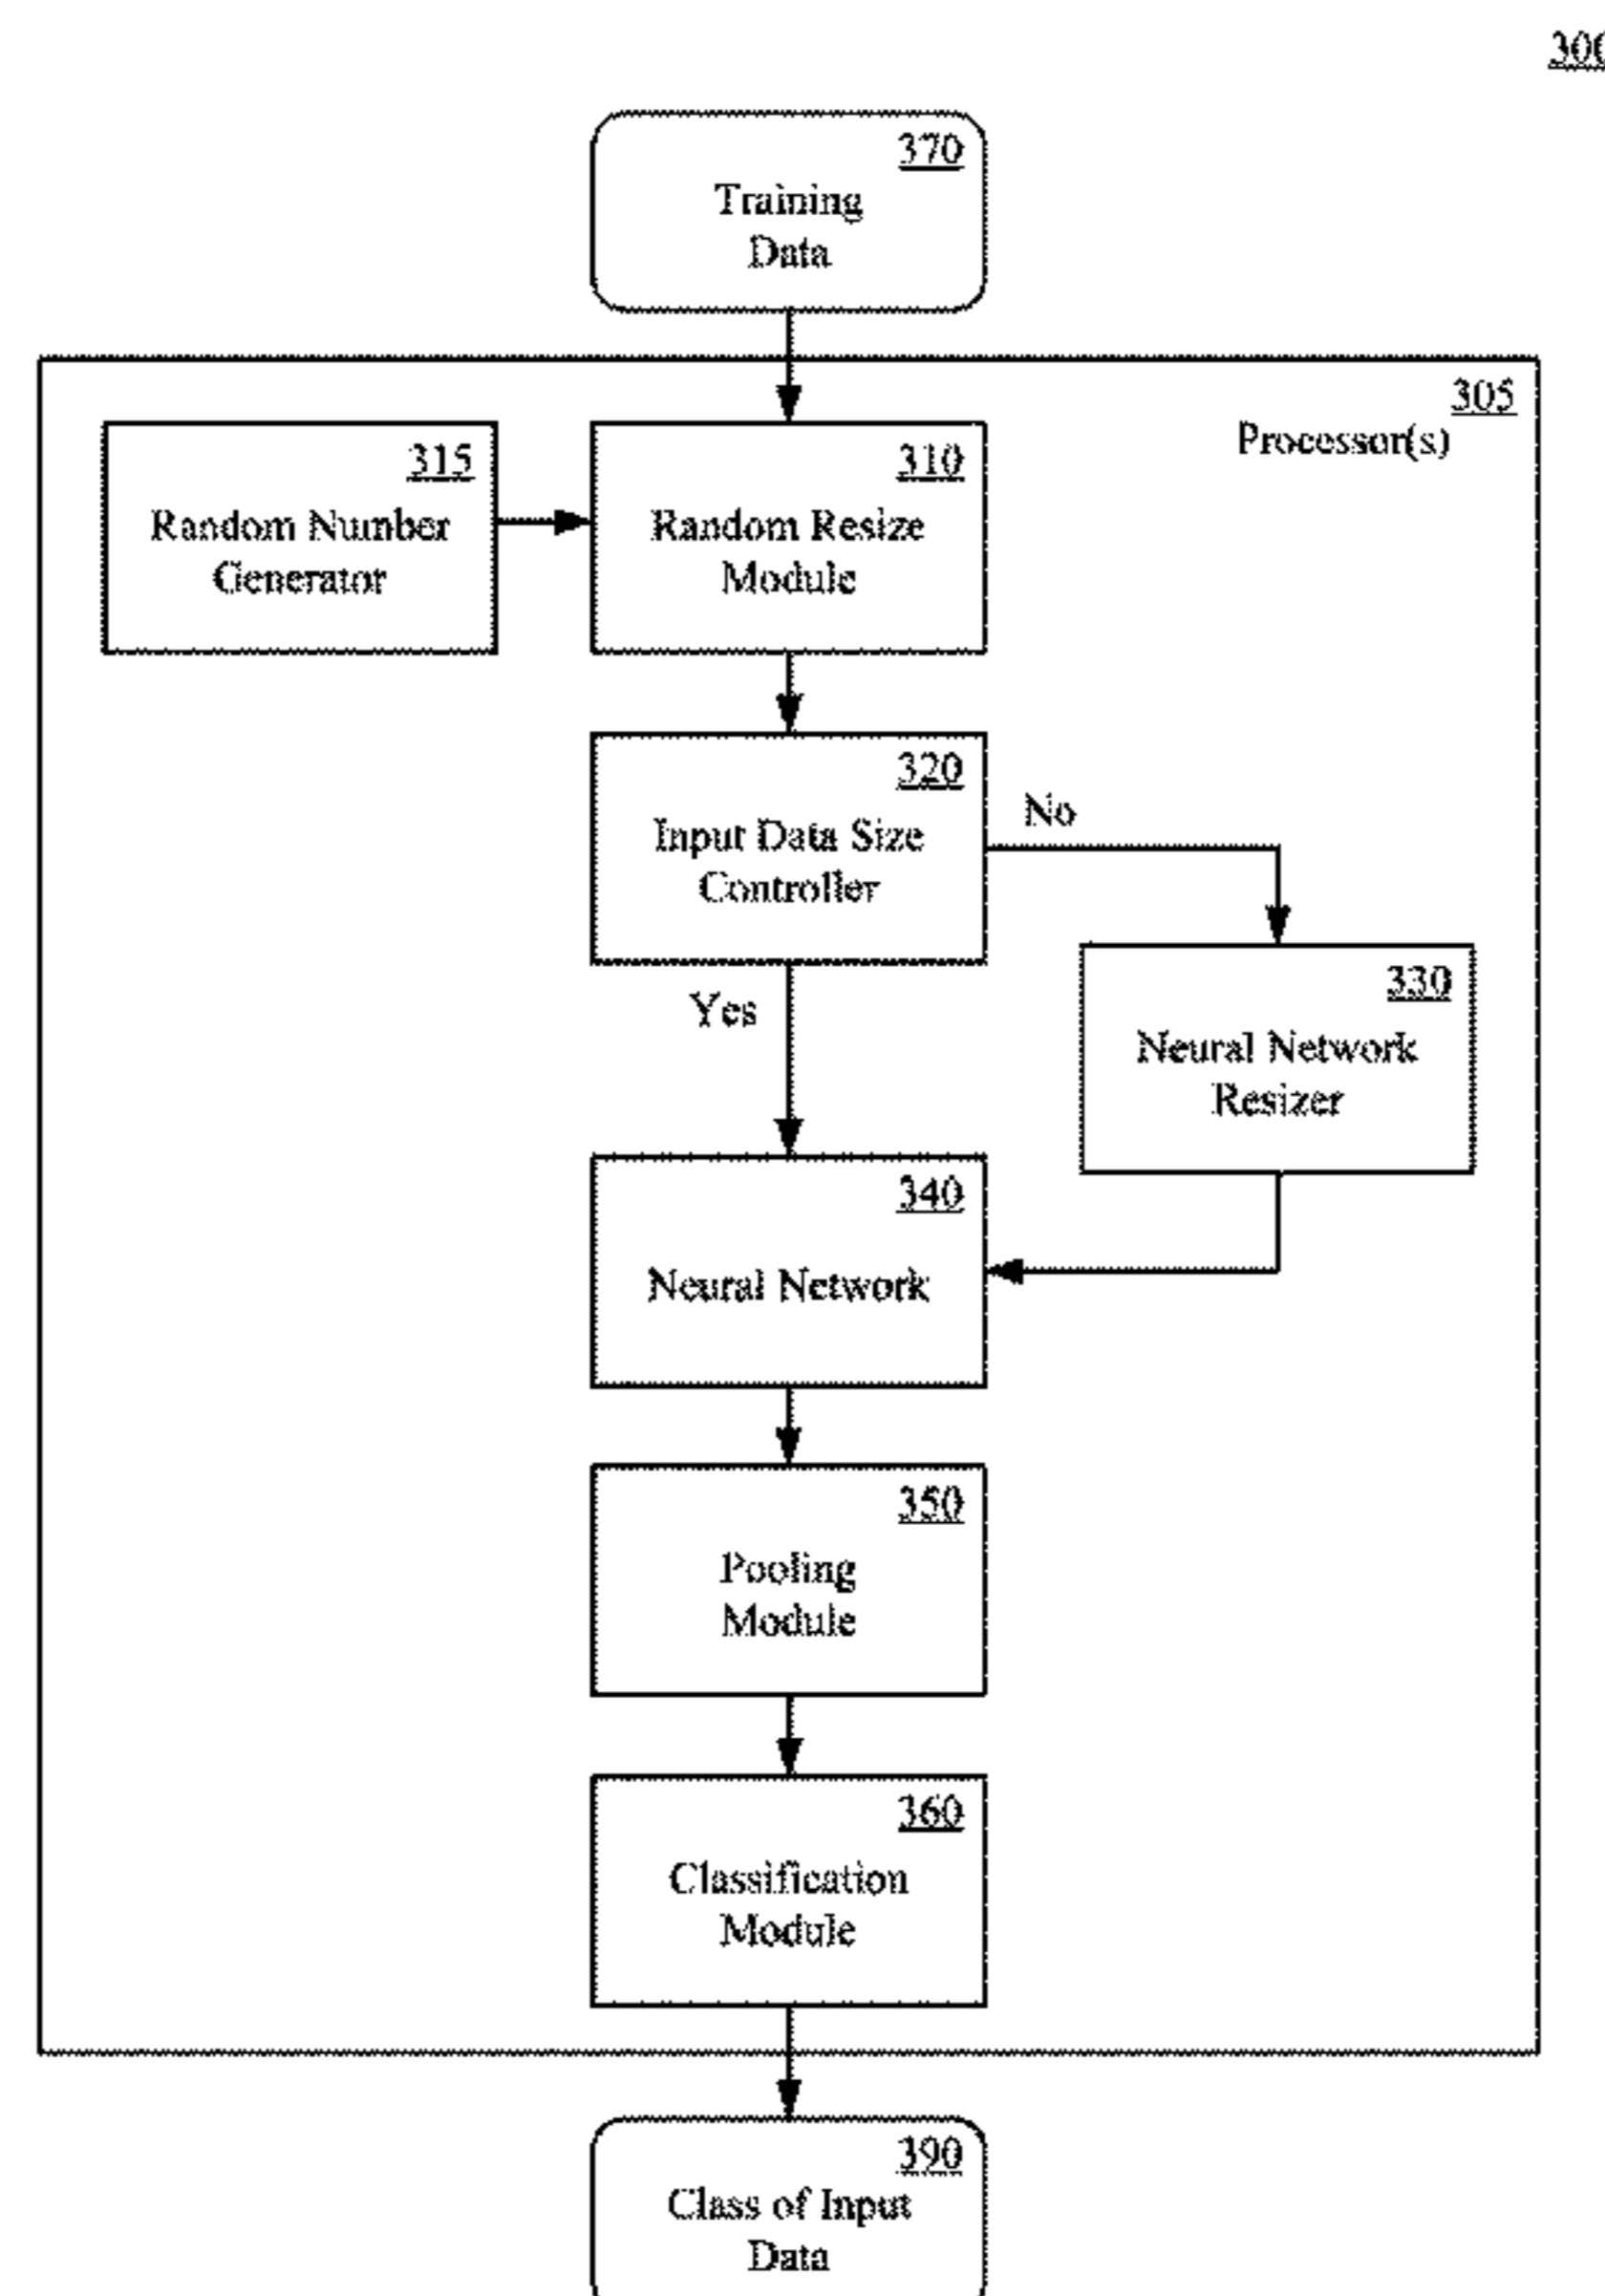 300
370
Training
Data
305
Processor(s)
315
Random Number
Generator
310
Random Resize
Module
320
Input Data Size
Controller
No
Yes
330
Neural Network
Resizer
340
Neural Network
350
Pooling
Module
360
Classification
Module
390
Class of Input
Data